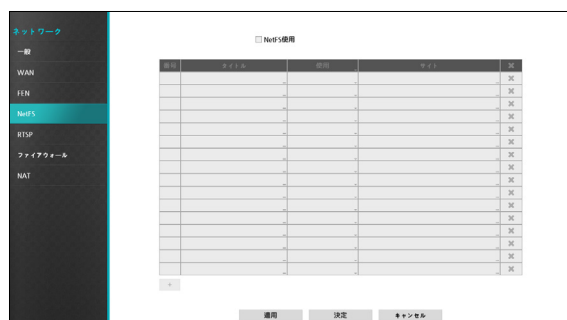 ネットワーク
NetFS使用
一般
番号 タイトル 使用 サイト
WAN
FEN
NetFS
RTSP
ファイアウォール
NAT
+
適用 決定 キャンセル